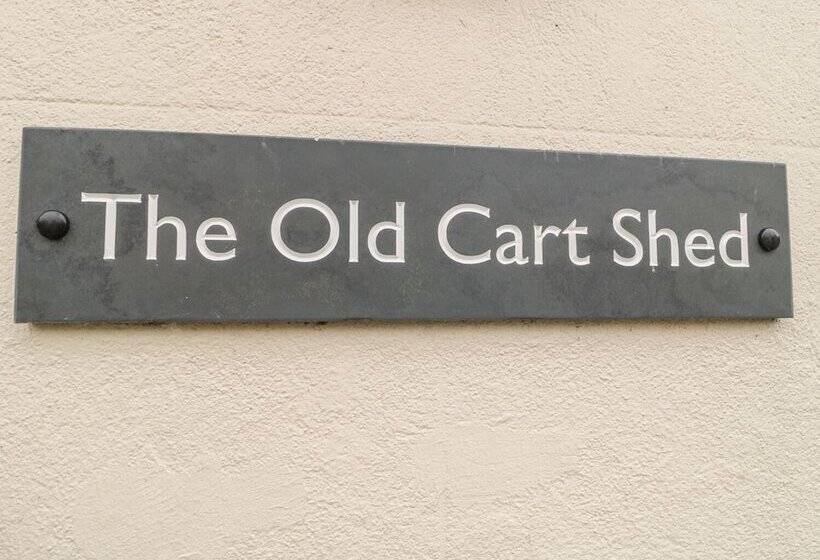 The Old Cart Shed